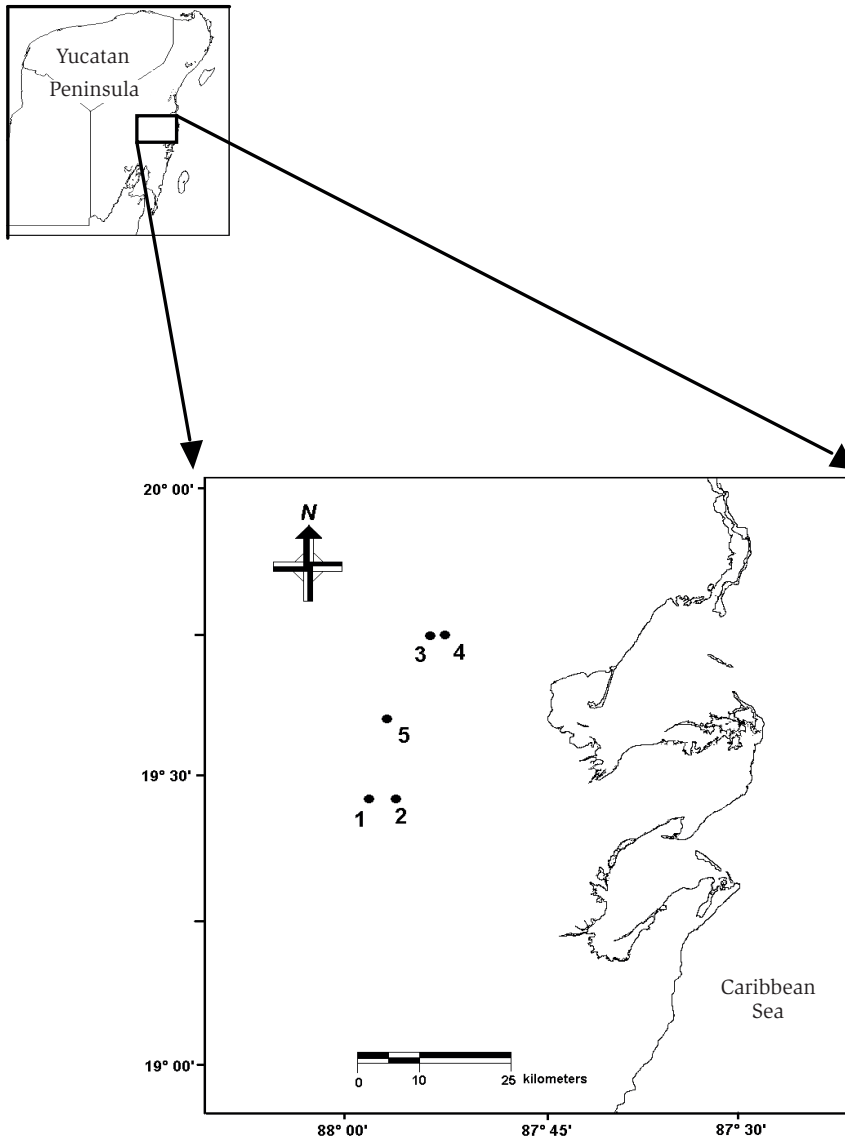 Yucatan
Peninsula
20° 00'
N
3
4
5
19° 30'
1
2
Caribbean
Sea
19° 00'
0
10
25
kilometers
88° 00'
87° 45'
87° 30'